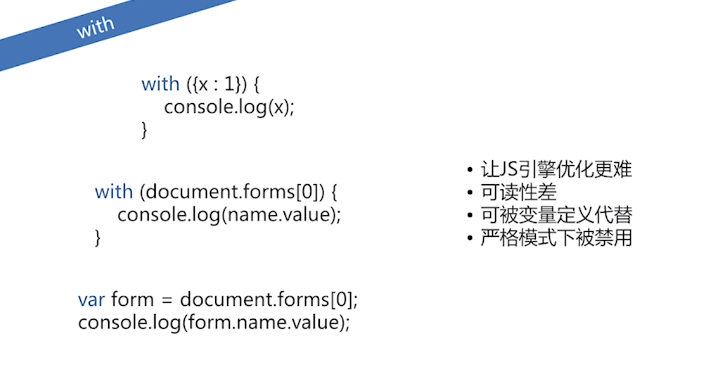 with
with ({x : 1}) {
console.log(x);
}
with (document.forms[0]) {
console.log(name.value);
}
var form = document.forms[0];
console.log(form.name.value);
• 让JS引擎优化更难
• 可读性差
• 可被变量定义代替
• 严格模式下被禁用